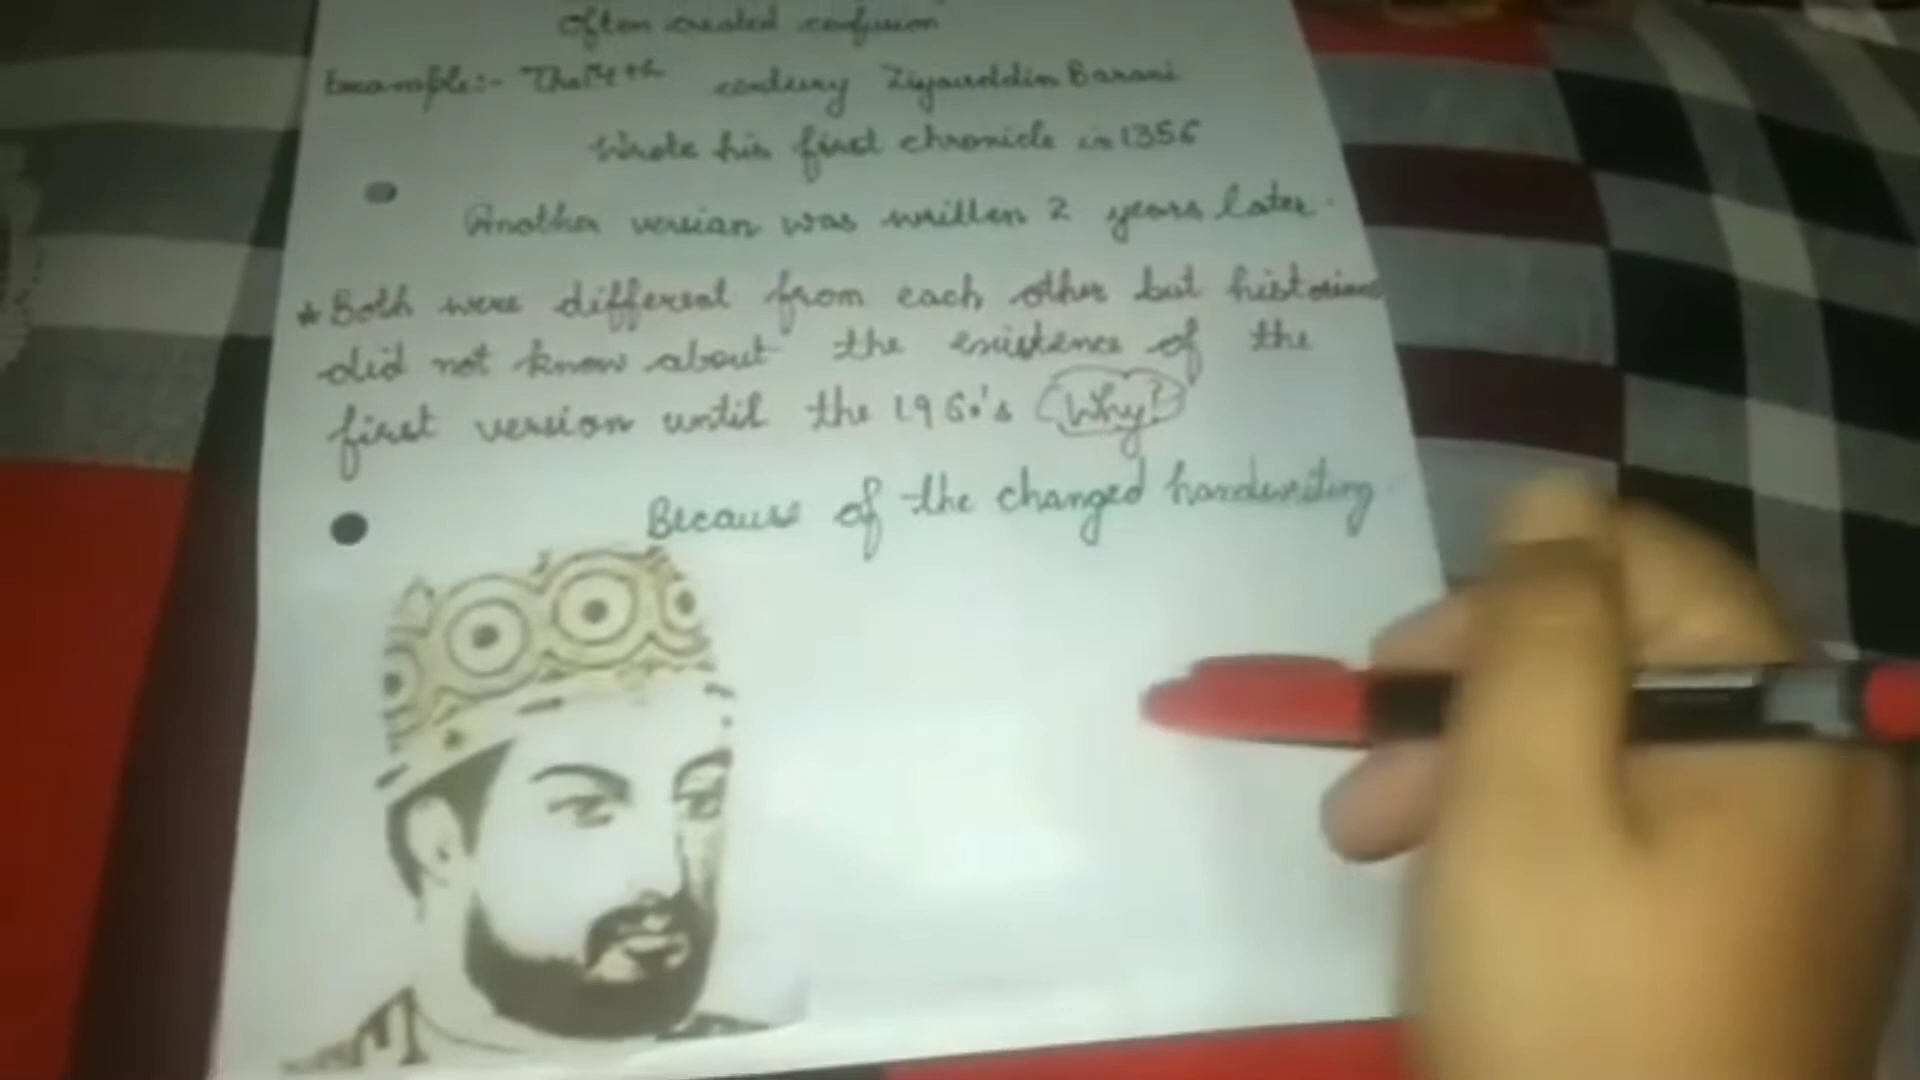 Often created confusion
Example:- The 14th century Ziyauddin Barani
Wrote his first chronicle in 1356
Another version was written 2 years later.
* Both were different from each other but historians
did not know about the existence of the
first version until the 1960's Why?
Because of the changed handwriting.